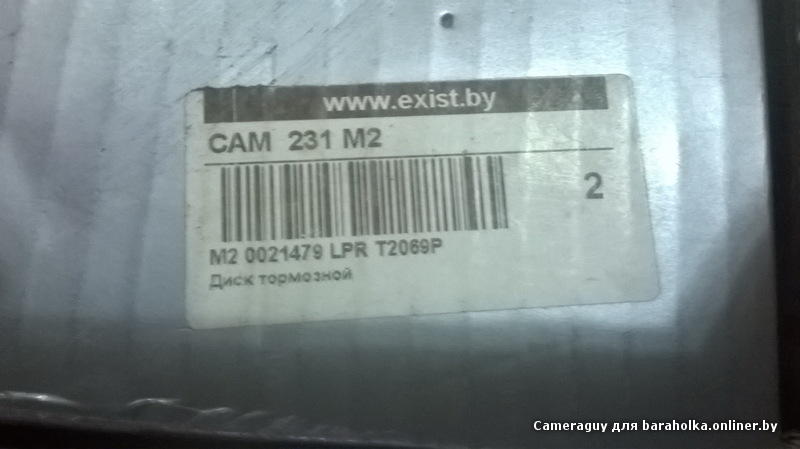 www.exist.by
CAM 231 M2
2
M2 0021479 LPR T2069P
Диск тормозной
Cameraguy для baraholka.onliner.by